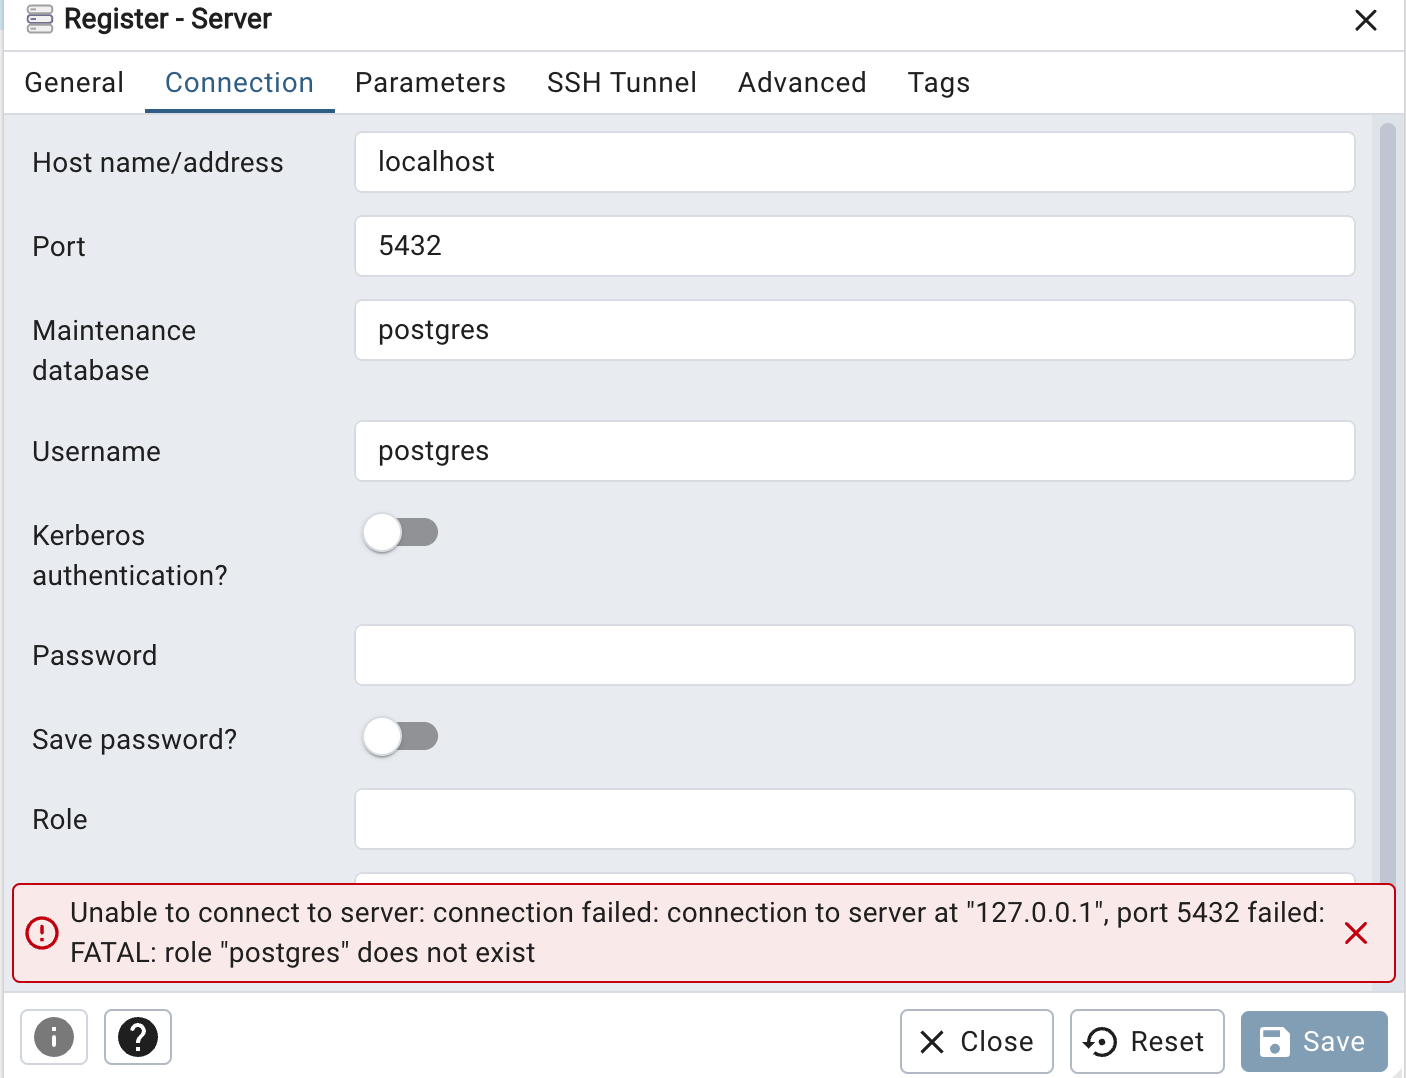 Register - Server
General Connection Parameters SSH Tunnel Advanced Tags
Host name/address localhost
Port 5432
Maintenance postgres
database
Username postgres
Kerberos
authentication?
Password
Save password?
Role
Unable to connect to server: connection failed: connection to server at "127.0.0.1", port 5432 failed:
FATAL: role "postgres" does not exist
Close Reset Save